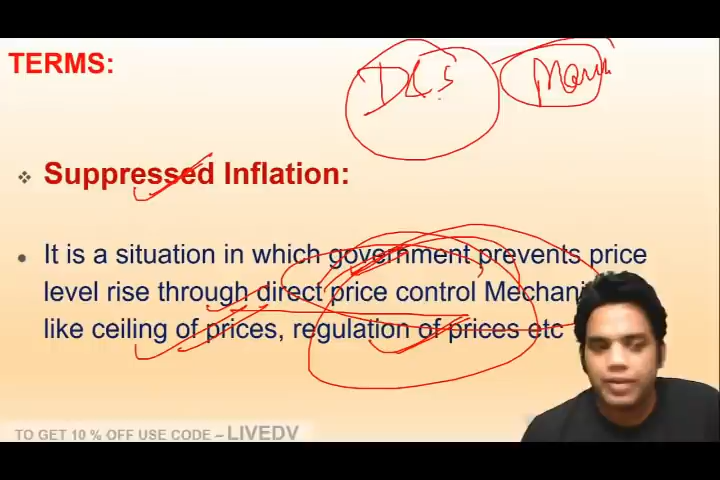 TERMS:
Suppressed Inflation:
It is a situation in which government prevents price
level rise through direct price control
like ceiling of prices, regulation of prices etc
TO GET 10 % OFF USE CODE – LIVEDV